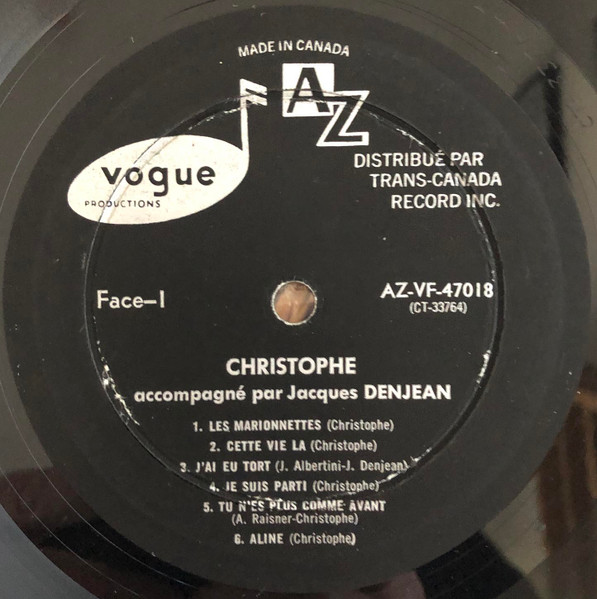 MADE IN CANADA
AZ
vogue
PRODUCTIONS
DISTRIBUÉ PAR
TRANS-CANADA
RECORD INC.
Face-1
AZ-VF-47018
(CT-33764)
CHRISTOPHE
accompagné par Jacques DENJEAN
1. LES MARIONNETTES (Christophe)
2. CETTE VIE LA (Christophe)
3. J'AI EU TORT (J. Albertini-J. Denjean)
4. JE SUIS PARTI (Christophe)
5. TU N'ES PLUS COMME AVANT
(A. Raisner-Christophe)
6. ALINE (Christophe)